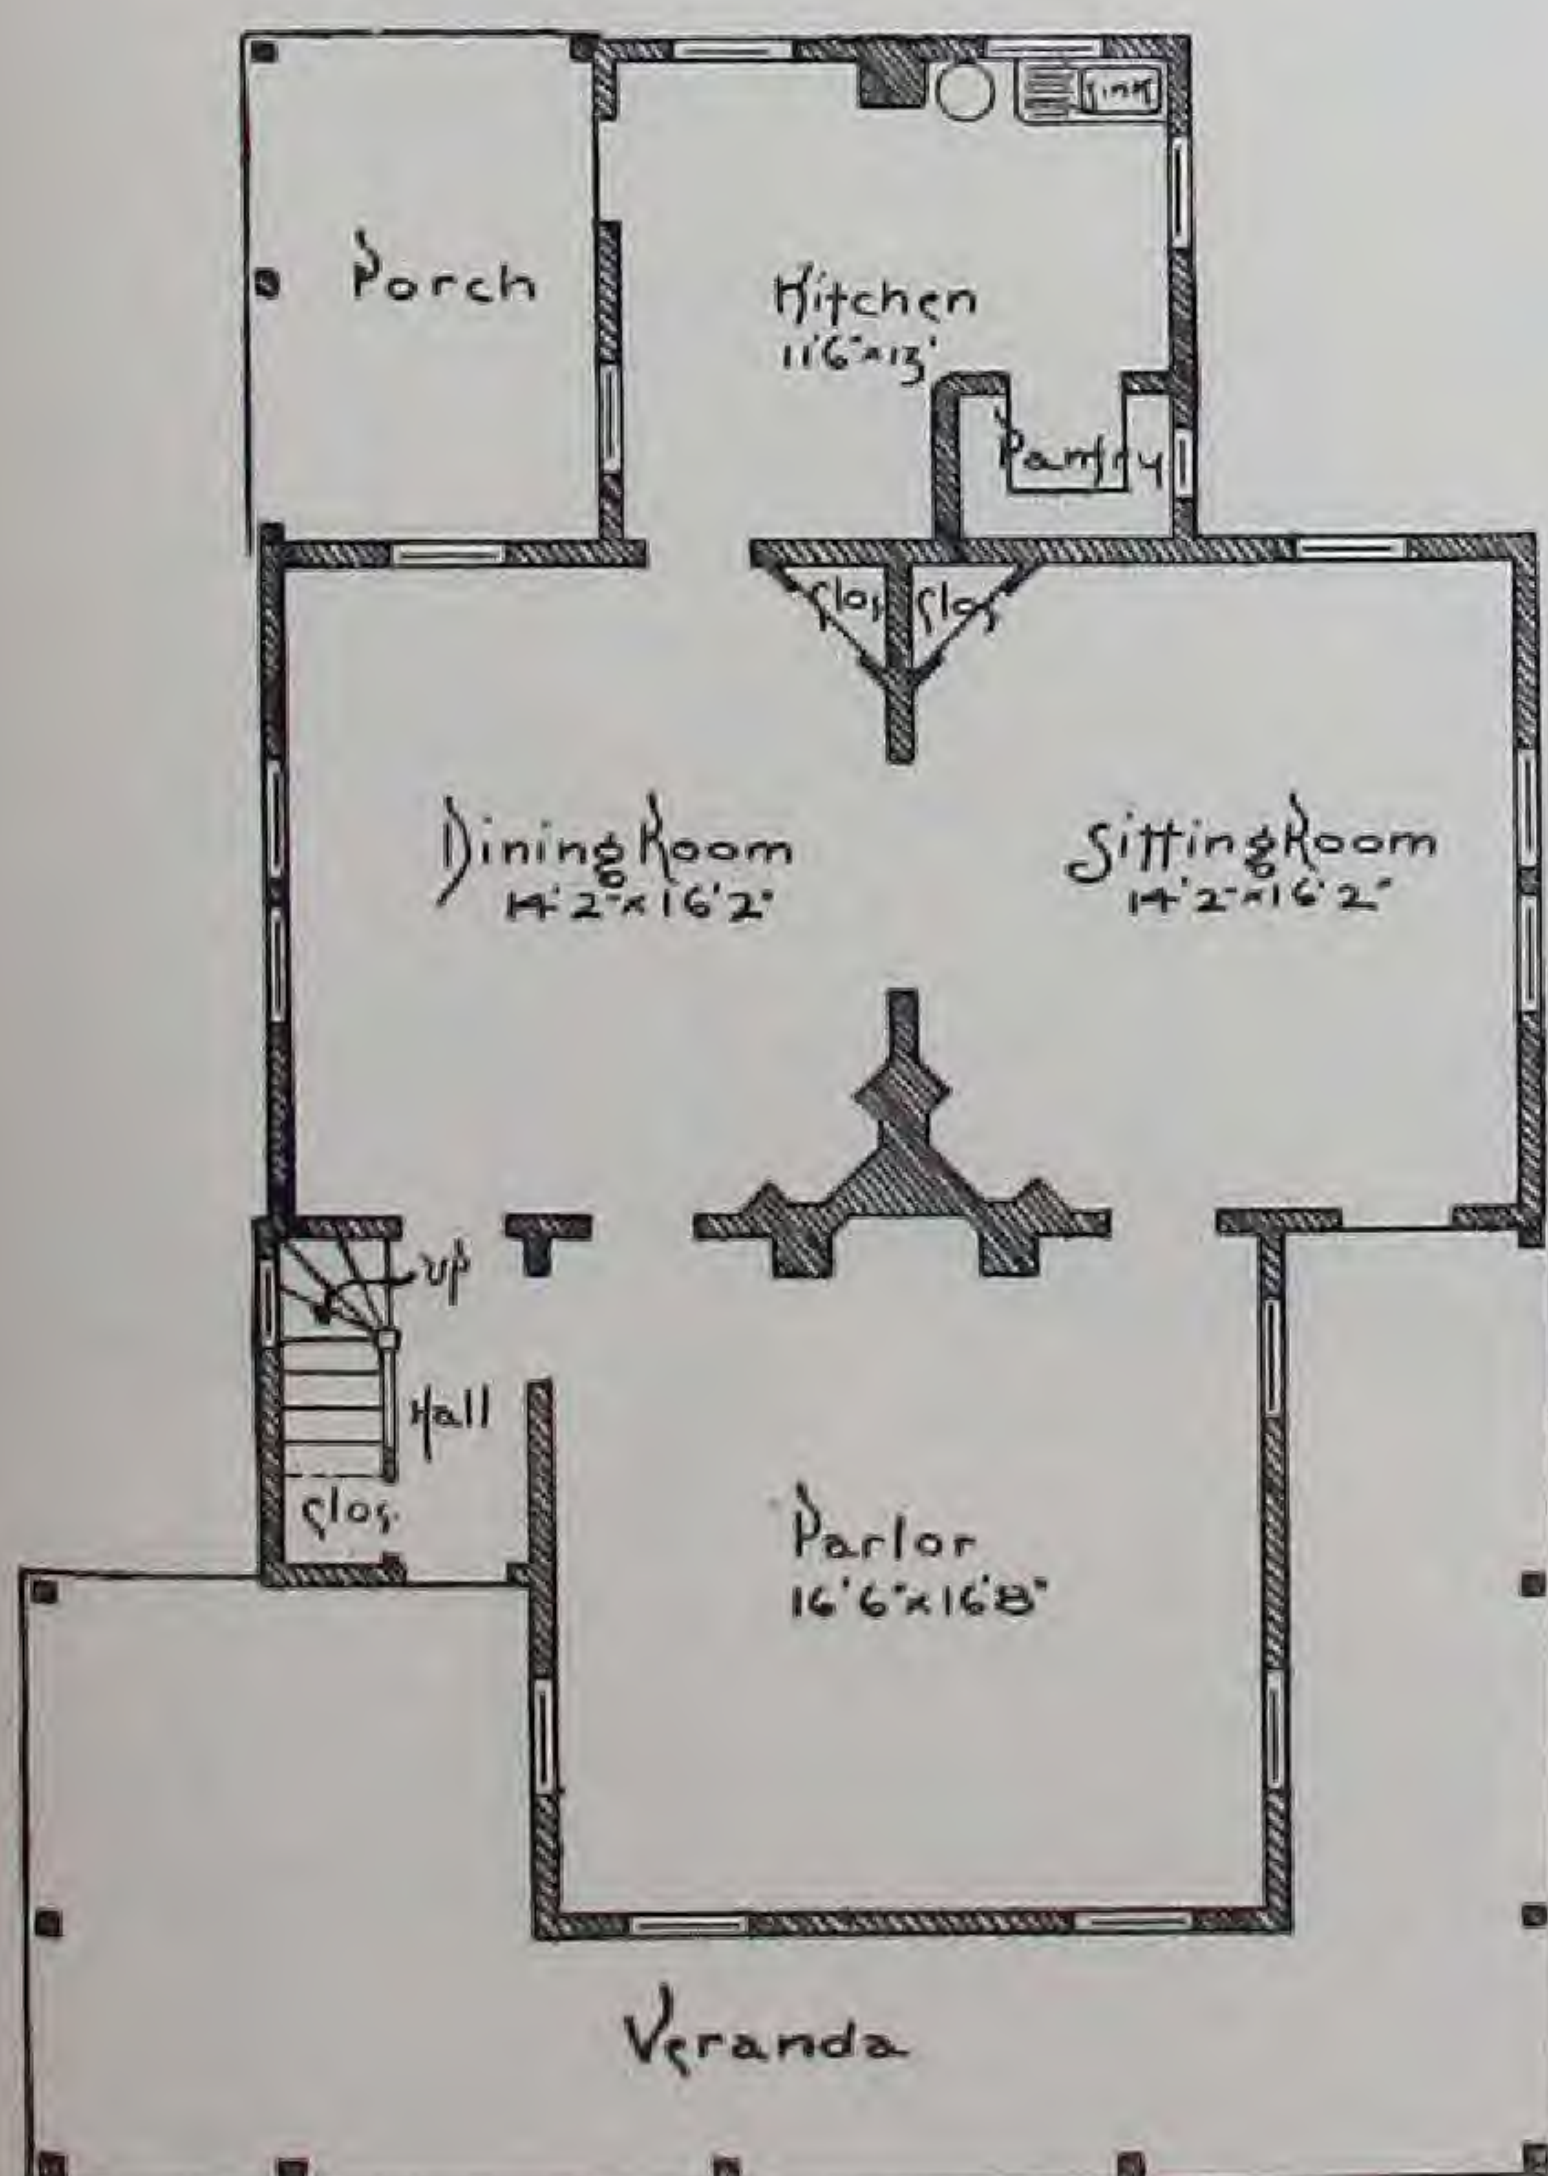 Sink
Porch
Kitchen
11'6"x13'
Pantry
Clos
Clos
Dining Room
14'2"x16'2"
Sitting Room
14'2"x16'2"
up
Hall
Clos.
Parlor
16'6"x16'8"
Veranda